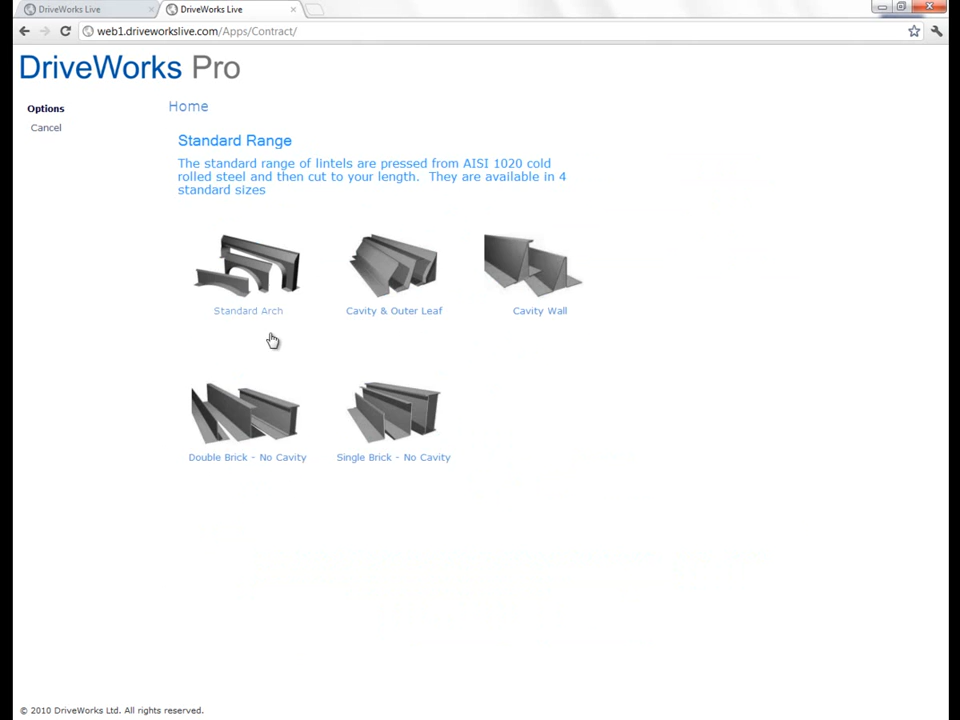 DriveWorks Live
DriveWorks Live
web1.driveworkslive.com/Apps/Contract/
DriveWorks Pro
Options
Cancel
Home
Standard Range
The standard range of lintels are pressed from AISI 1020 cold
rolled steel and then cut to your length. They are available in 4
standard sizes
Standard Arch
Cavity & Outer Leaf
Cavity Wall
Double Brick - No Cavity
Single Brick - No Cavity
© 2010 DriveWorks Ltd. All rights reserved.